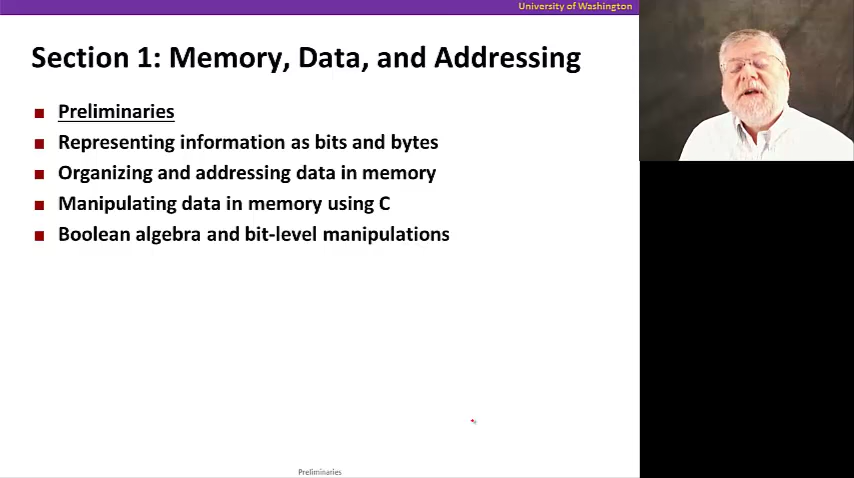 University of Washington
Section 1: Memory, Data, and Addressing
Preliminaries
Representing information as bits and bytes
Organizing and addressing data in memory
Manipulating data in memory using C
Boolean algebra and bit-level manipulations
Preliminaries